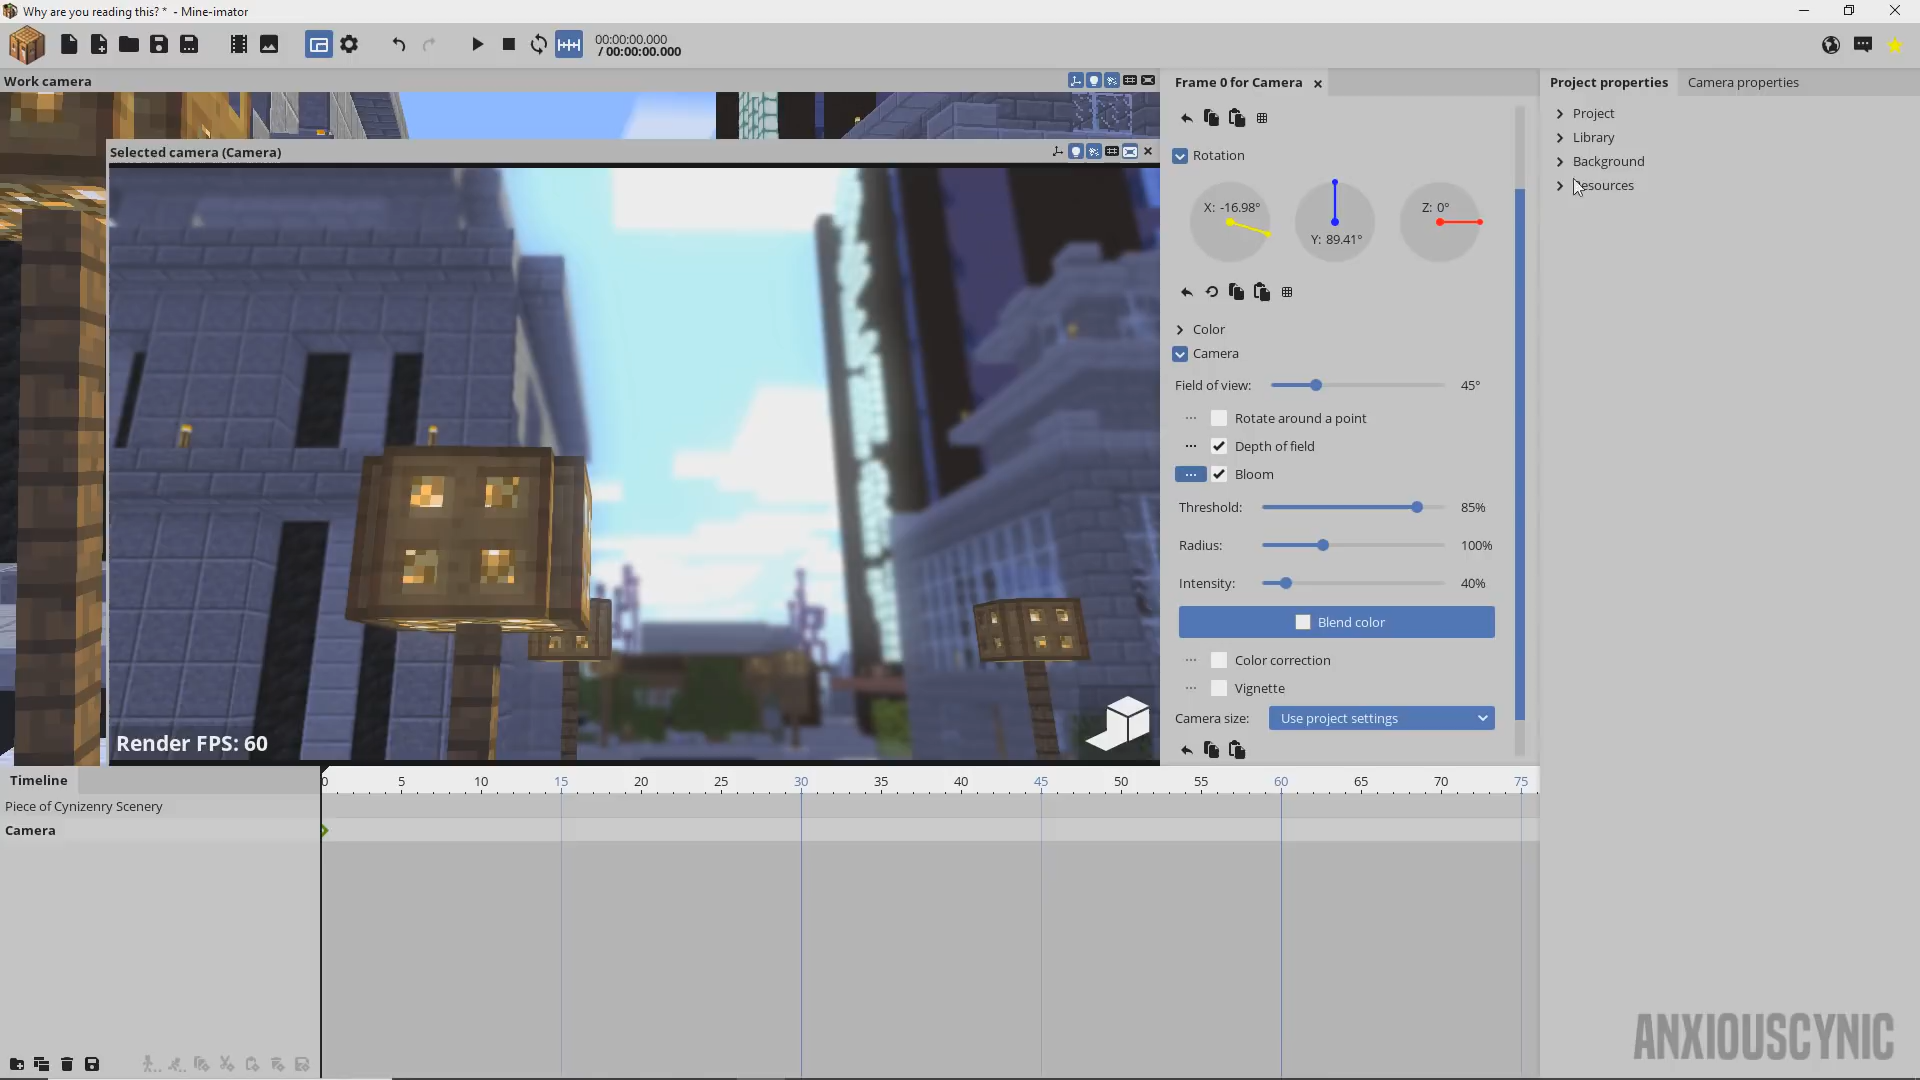 Why are you reading this? * - Mine-imator
00:00:00.000
/ 00:00:00.000
Work camera
Selected camera (Camera)
Render FPS: 60
Frame 0 for Camera
Rotation
X: -16.98°
Y: 89.41°
Z: 0°
Color
Camera
Field of view: 45°
Rotate around a point
Depth of field
Bloom
Threshold: 85%
Radius: 100%
Intensity: 40%
Blend color
Color correction
Vignette
Camera size: Use project settings
Project properties Camera properties
Project
Library
Background
esources
Timeline
0 5 10 15 20 25 30 35 40 45 50 55 60 65 70 75
Piece of Cynizenry Scenery
Camera
ANXIOUSCYNIC